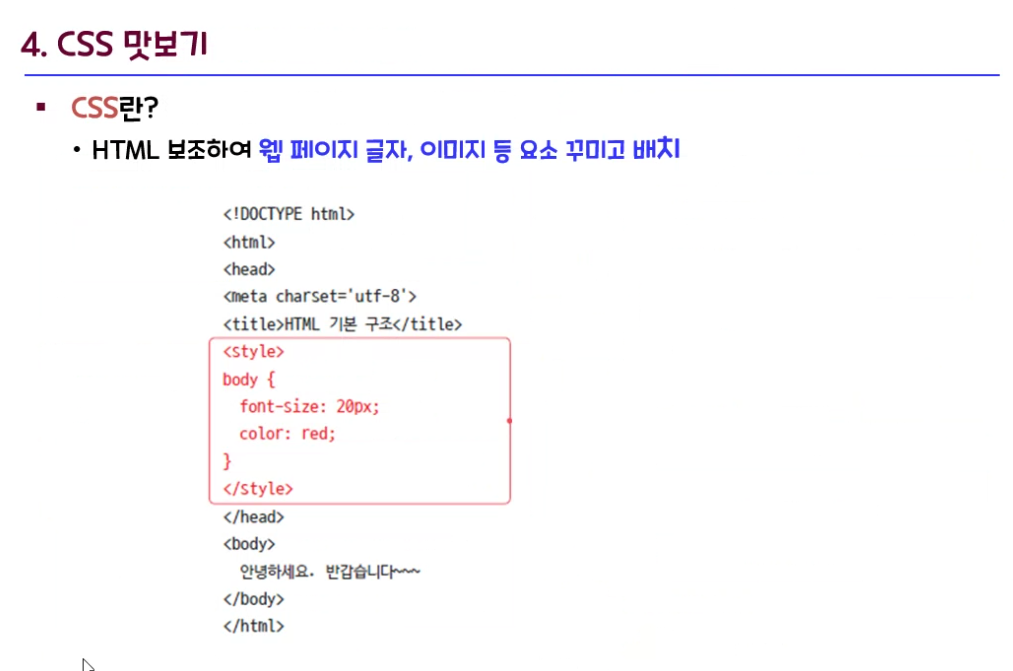 4. CSS 맛보기
▪ CSS란?
• HTML 보조하여 웹 페이지 글자, 이미지 등 요소 꾸미고 배치
<!DOCTYPE html>
<html>
<head>
<meta charset='utf-8'>
<title>HTML 기본 구조</title>
<style>
body {
  font-size: 20px;
  color: red;
}
</style>
</head>
<body>
  안녕하세요. 반갑습니다~~~
</body>
</html>